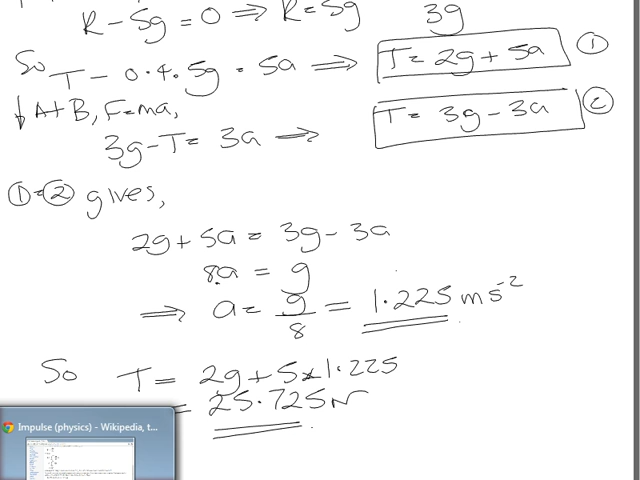 R - 5g = 0 ⟹ R = 5g
3g
So T - 0.4.5g = 5a ⟹ T = 2g + 5a ①
↓ A+B, F=ma, T = 3g - 3a ②
3g - T = 3a ⟹
① = ② gives,
2g + 5a = 3g - 3a
8a = g
⟹ a = g/8 = 1.225 ms⁻²
So T = 2g + 5 × 1.225
= 25.725N
Impulse (physics) - Wikipedia, t...